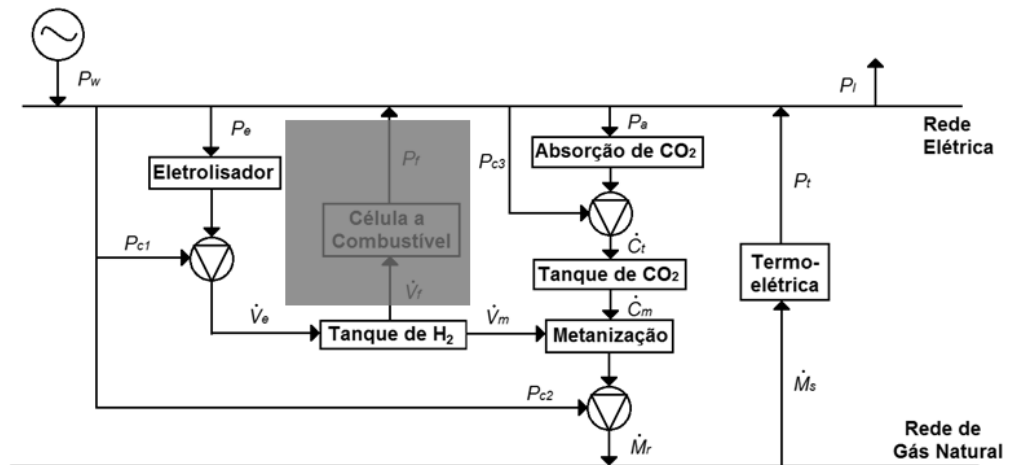 Pw
Pl
Rede
Elétrica
Pe
Pf
Pc3
Pa
Absorção de CO2
Eletrolisador
Pt
Célula a
Combustível
Pc1
Ċt
Tanque de CO2
Termo-
elétrica
V̇f
Ċm
V̇e
Tanque de H2
V̇m
Metanização
Pc2
Ṁs
Ṁr
Rede de
Gás Natural